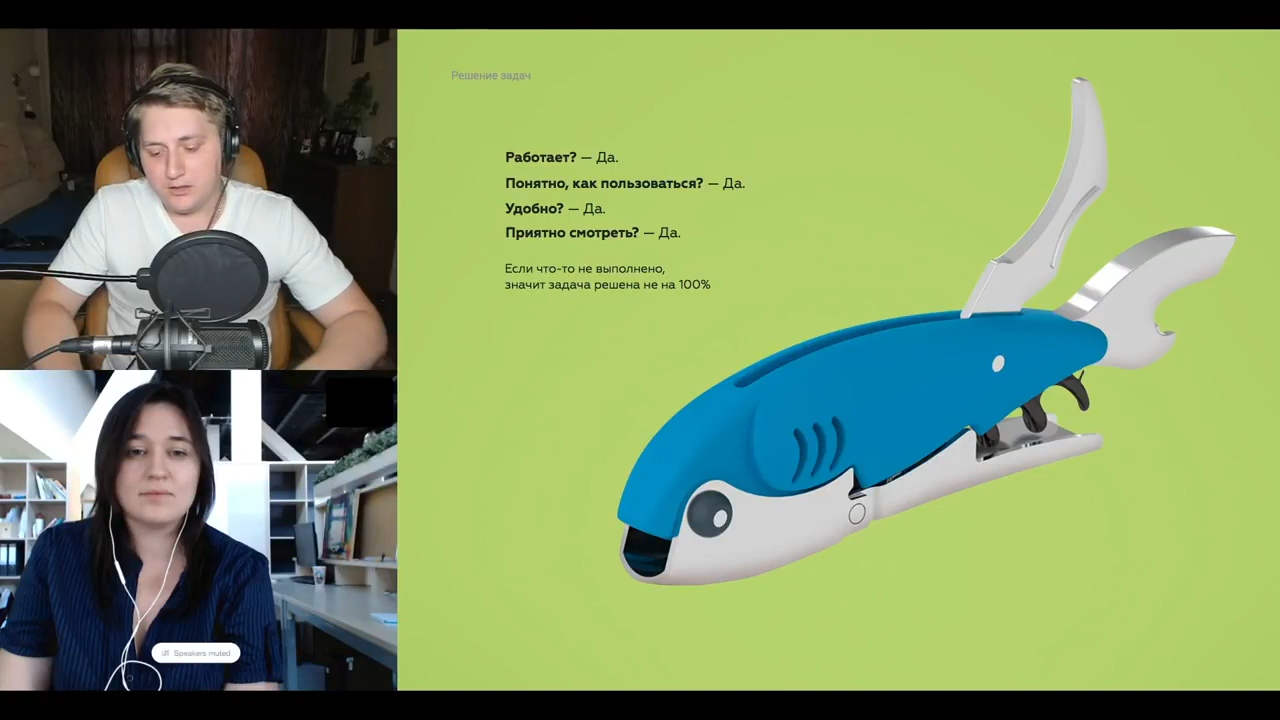 Решение задач
Работает? — Да.
Понятно, как пользоваться? — Да.
Удобно? — Да.
Приятно смотреть? — Да.
Если что-то не выполнено,
значит задача решена не на 100%
Speakers muted